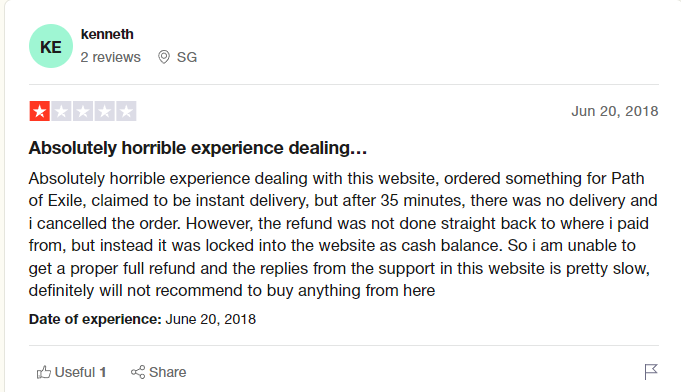 KE
kenneth
2 reviews SG
Jun 20, 2018
Absolutely horrible experience dealing…
Absolutely horrible experience dealing with this website, ordered something for Path
of Exile, claimed to be instant delivery, but after 35 minutes, there was no delivery and
i cancelled the order. However, the refund was not done straight back to where i paid
from, but instead it was locked into the website as cash balance. So i am unable to
get a proper full refund and the replies from the support in this website is pretty slow,
definitely will not recommend to buy anything from here
Date of experience: June 20, 2018
Useful 1 Share